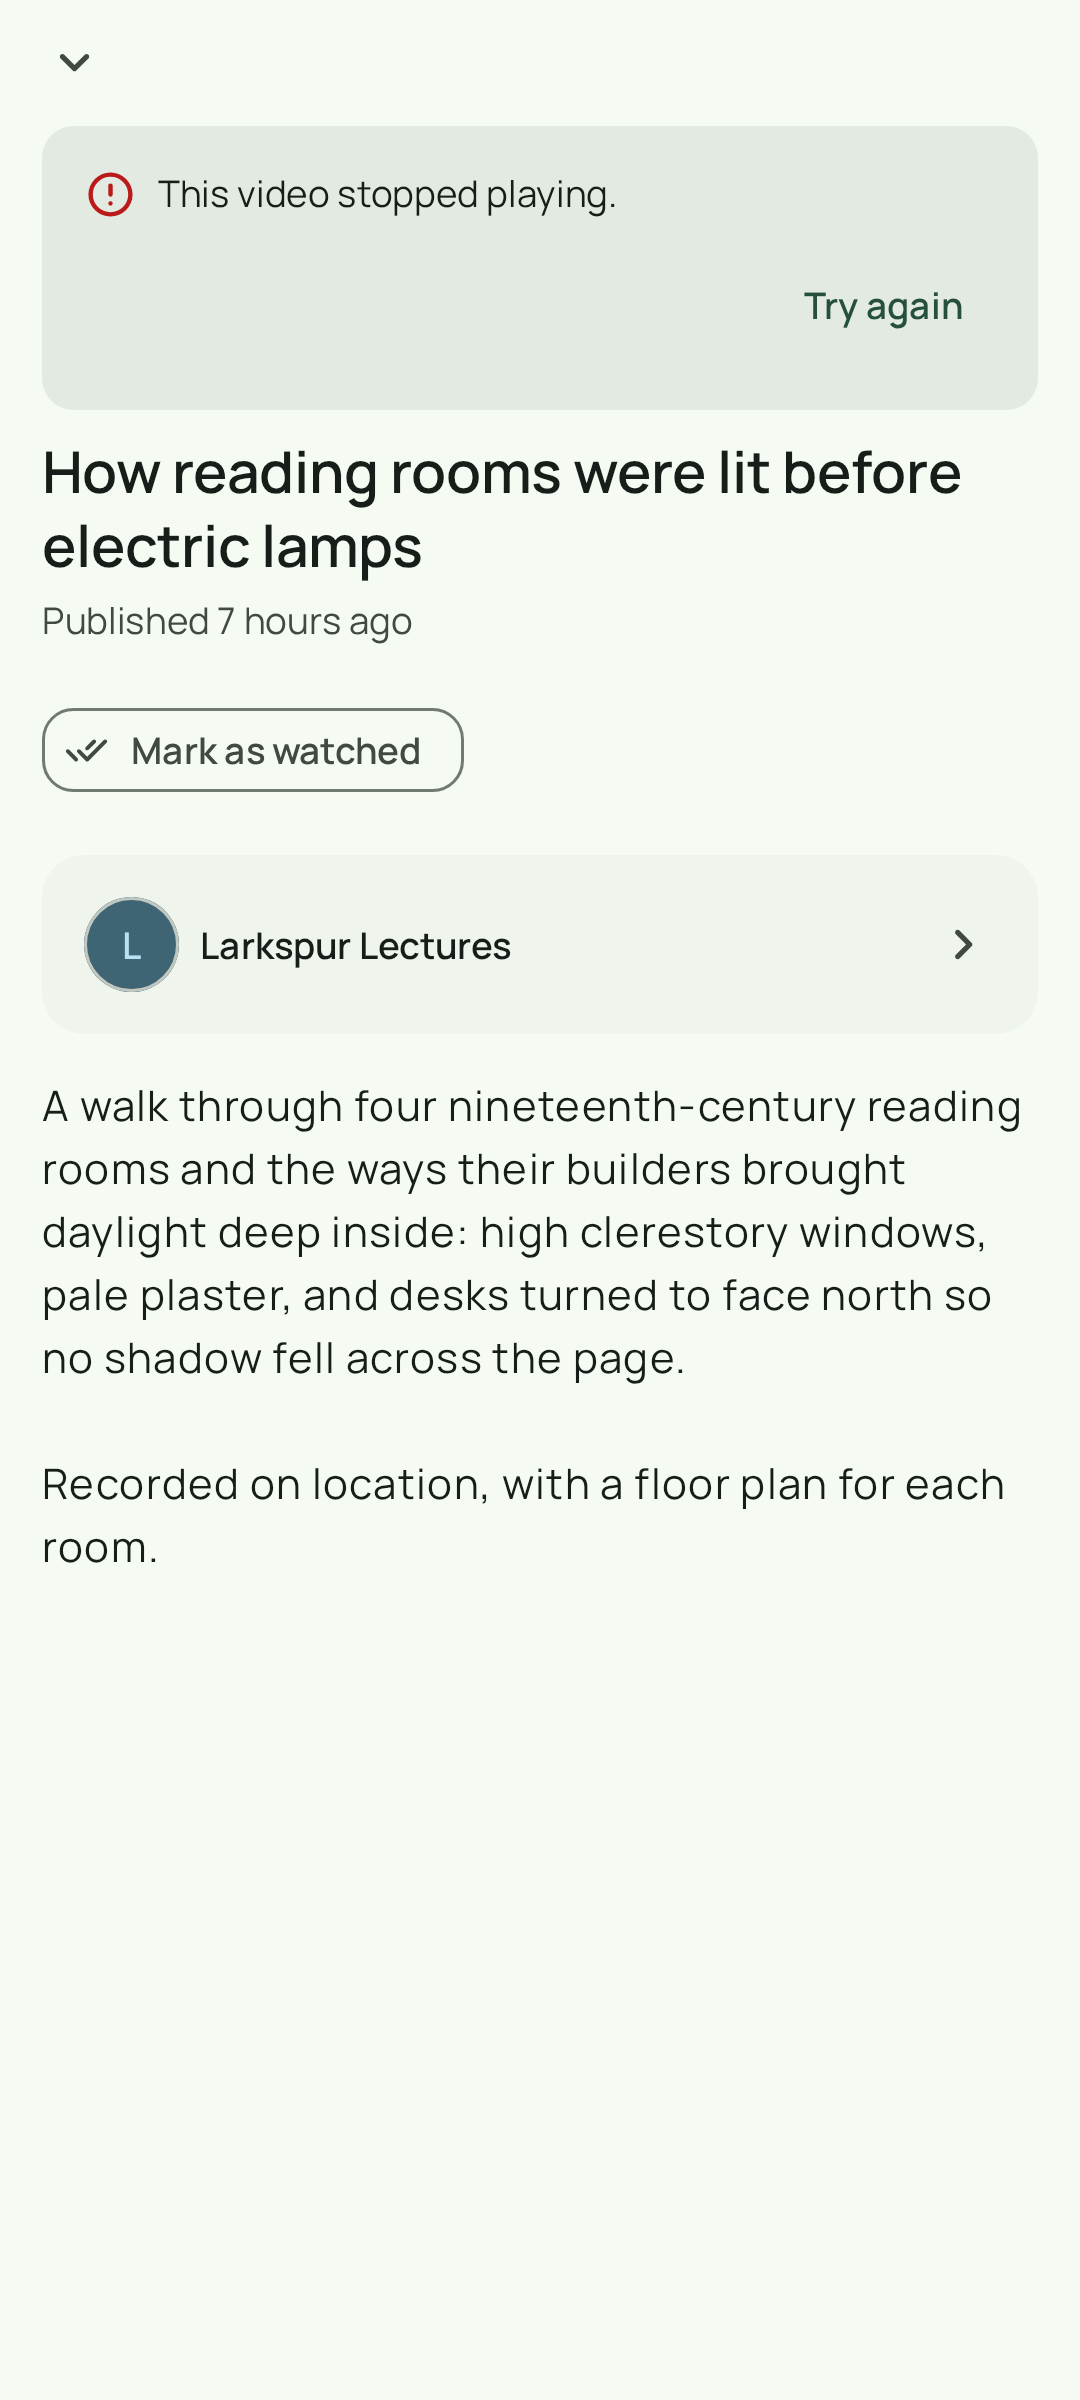 This video stopped playing.
Try again
How reading rooms were lit before
electric lamps
Published 7 hours ago
Mark as watched
L
Larkspur Lectures
A walk through four nineteenth-century reading
rooms and the ways their builders brought
daylight deep inside: high clerestory windows,
pale plaster, and desks turned to face north so
no shadow fell across the page.
Recorded on location, with a floor plan for each
room.